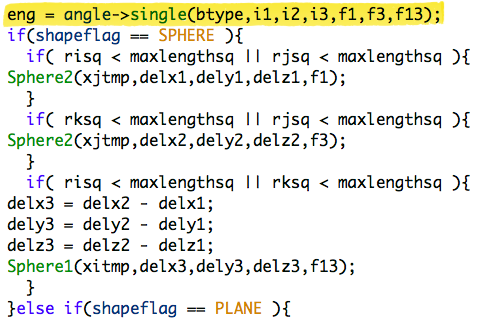 eng = angle->single(btype,i1,i2,i3,f1,f3,f13);
if(shapeflag == SPHERE ){
if( risq < maxlengthsq || rjsq < maxlengthsq ){
Sphere2(xjtmp,delx1,dely1,delz1,f1);
}
if( rksq < maxlengthsq || rjsq < maxlengthsq ){
Sphere2(xjtmp,delx2,dely2,delz2,f3);
}
if( risq < maxlengthsq || rksq < maxlengthsq ){
delx3 = delx2 - delx1;
dely3 = dely2 - dely1;
delz3 = delz2 - delz1;
Sphere1(xitmp,delx3,dely3,delz3,f13);
}
}else if(shapeflag == PLANE ){